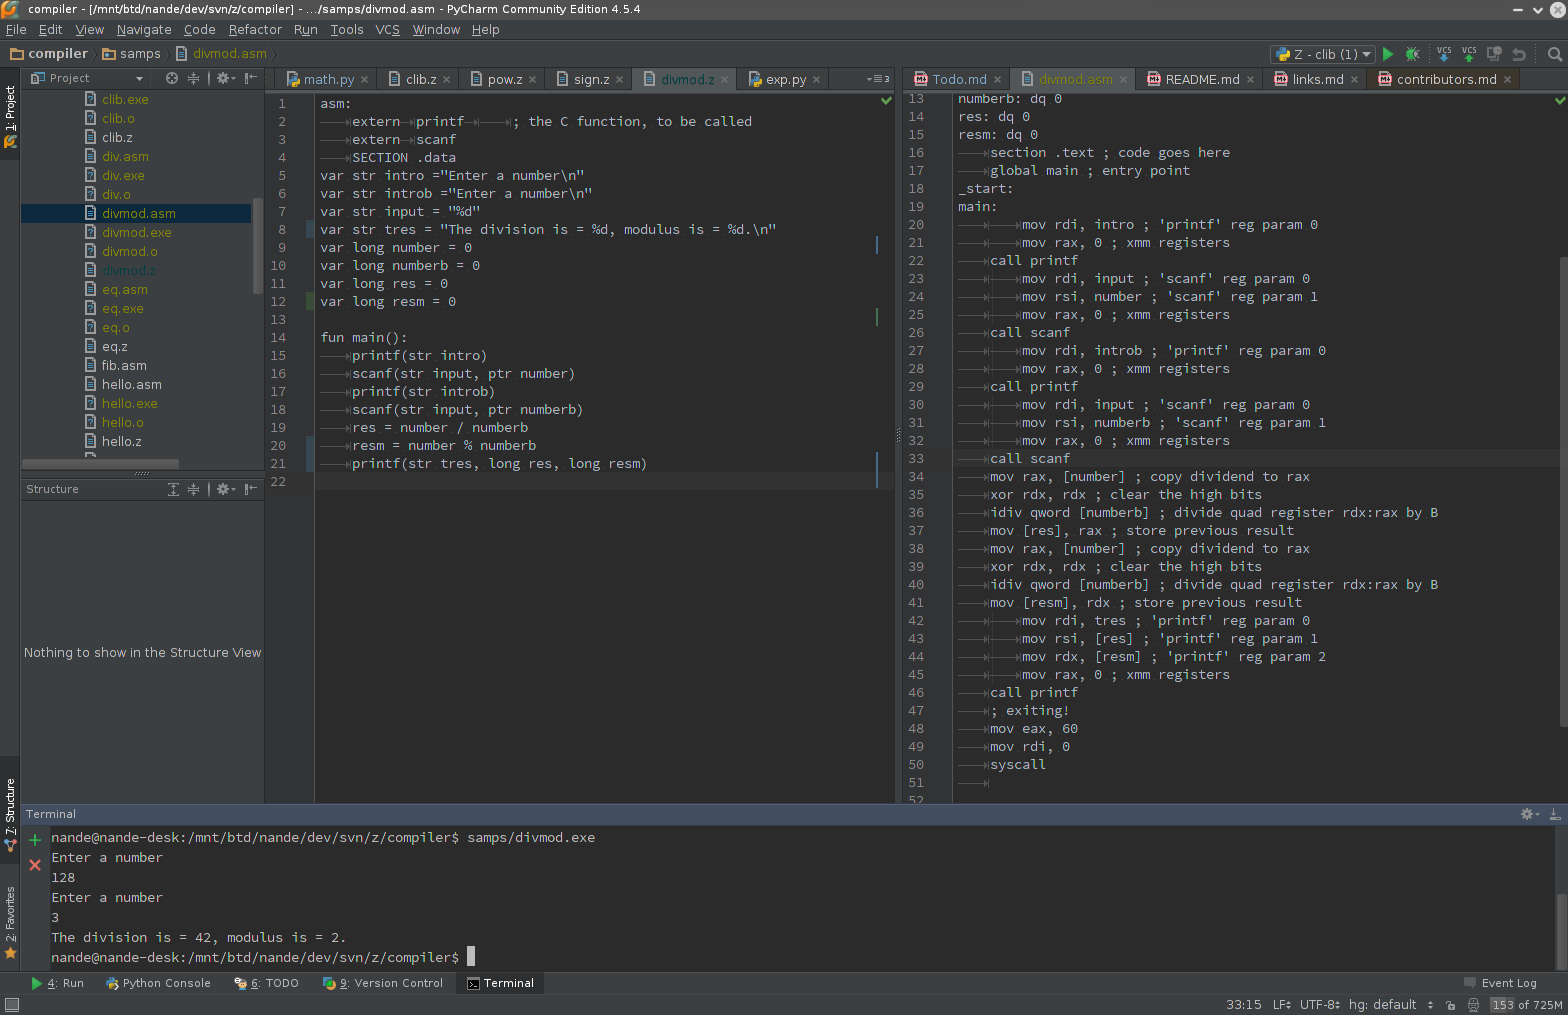 compiler - [/mnt/btd/nande/dev/svn/z/compiler] - .../samps/divmod.asm - PyCharm Community Edition 4.5.4
File Edit View Navigate Code Refactor Run Tools VCS Window Help
compiler samps divmod.asm
Z - clib (1)
VCS VCS
1: Project
Project
clib.exe
clib.o
clib.z
div.asm
div.exe
div.o
divmod.asm
divmod.exe
divmod.o
divmod.z
eq.asm
eq.exe
eq.o
eq.z
fib.asm
hello.asm
hello.exe
hello.o
hello.z
Structure
Nothing to show in the Structure View
7: Structure
2: Favorites
math.py clib.z pow.z sign.z divmod.z exp.py
3
1 asm:
2 extern printf ; the C function, to be called
3 extern scanf
4 SECTION .data
5 var str intro ="Enter a number\n"
6 var str introb ="Enter a number\n"
7 var str input = "%d"
8 var str tres = "The division is = %d, modulus is = %d.\n"
9 var long number = 0
10 var long numberb = 0
11 var long res = 0
12 var long resm = 0
13
14 fun main():
15 printf(str intro)
16 scanf(str input, ptr number)
17 printf(str introb)
18 scanf(str input, ptr numberb)
19 res = number / numberb
20 resm = number % numberb
21 printf(str tres, long res, long resm)
22
Todo.md divmod.asm README.md links.md contributors.md
13 numberb: dq 0
14 res: dq 0
15 resm: dq 0
16 section .text ; code goes here
17 global main ; entry point
18 _start:
19 main:
20 mov rdi, intro ; 'printf' reg param 0
21 mov rax, 0 ; xmm registers
22 call printf
23 mov rdi, input ; 'scanf' reg param 0
24 mov rsi, number ; 'scanf' reg param 1
25 mov rax, 0 ; xmm registers
26 call scanf
27 mov rdi, introb ; 'printf' reg param 0
28 mov rax, 0 ; xmm registers
29 call printf
30 mov rdi, input ; 'scanf' reg param 0
31 mov rsi, numberb ; 'scanf' reg param 1
32 mov rax, 0 ; xmm registers
33 call scanf
34 mov rax, [number] ; copy dividend to rax
35 xor rdx, rdx ; clear the high bits
36 idiv qword [numberb] ; divide quad register rdx:rax by B
37 mov [res], rax ; store previous result
38 mov rax, [number] ; copy dividend to rax
39 xor rdx, rdx ; clear the high bits
40 idiv qword [numberb] ; divide quad register rdx:rax by B
41 mov [resm], rdx ; store previous result
42 mov rdi, tres ; 'printf' reg param 0
43 mov rsi, [res] ; 'printf' reg param 1
44 mov rdx, [resm] ; 'printf' reg param 2
45 mov rax, 0 ; xmm registers
46 call printf
47 ; exiting!
48 mov eax, 60
49 mov rdi, 0
50 syscall
51
52
Terminal
nande@nande-desk:/mnt/btd/nande/dev/svn/z/compiler$ samps/divmod.exe
Enter a number
128
Enter a number
3
The division is = 42, modulus is = 2.
nande@nande-desk:/mnt/btd/nande/dev/svn/z/compiler$
4: Run Python Console 6: TODO 9: Version Control Terminal Event Log
33:15 LF UTF-8 hg: default 153 of 725M